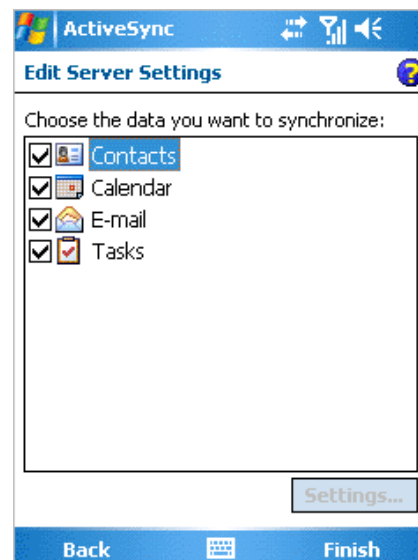 ActiveSync
Edit Server Settings
?
Choose the data you want to synchronize:
Contacts
Calendar
E-mail
Tasks
Settings...
Back Finish